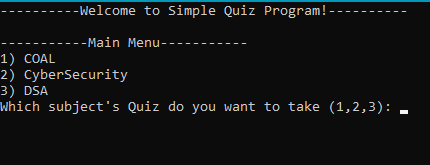 ----------Welcome to Simple Quiz Program!----------
-----------Main Menu-----------
1) COAL
2) CyberSecurity
3) DSA
Which subject's Quiz do you want to take (1,2,3):